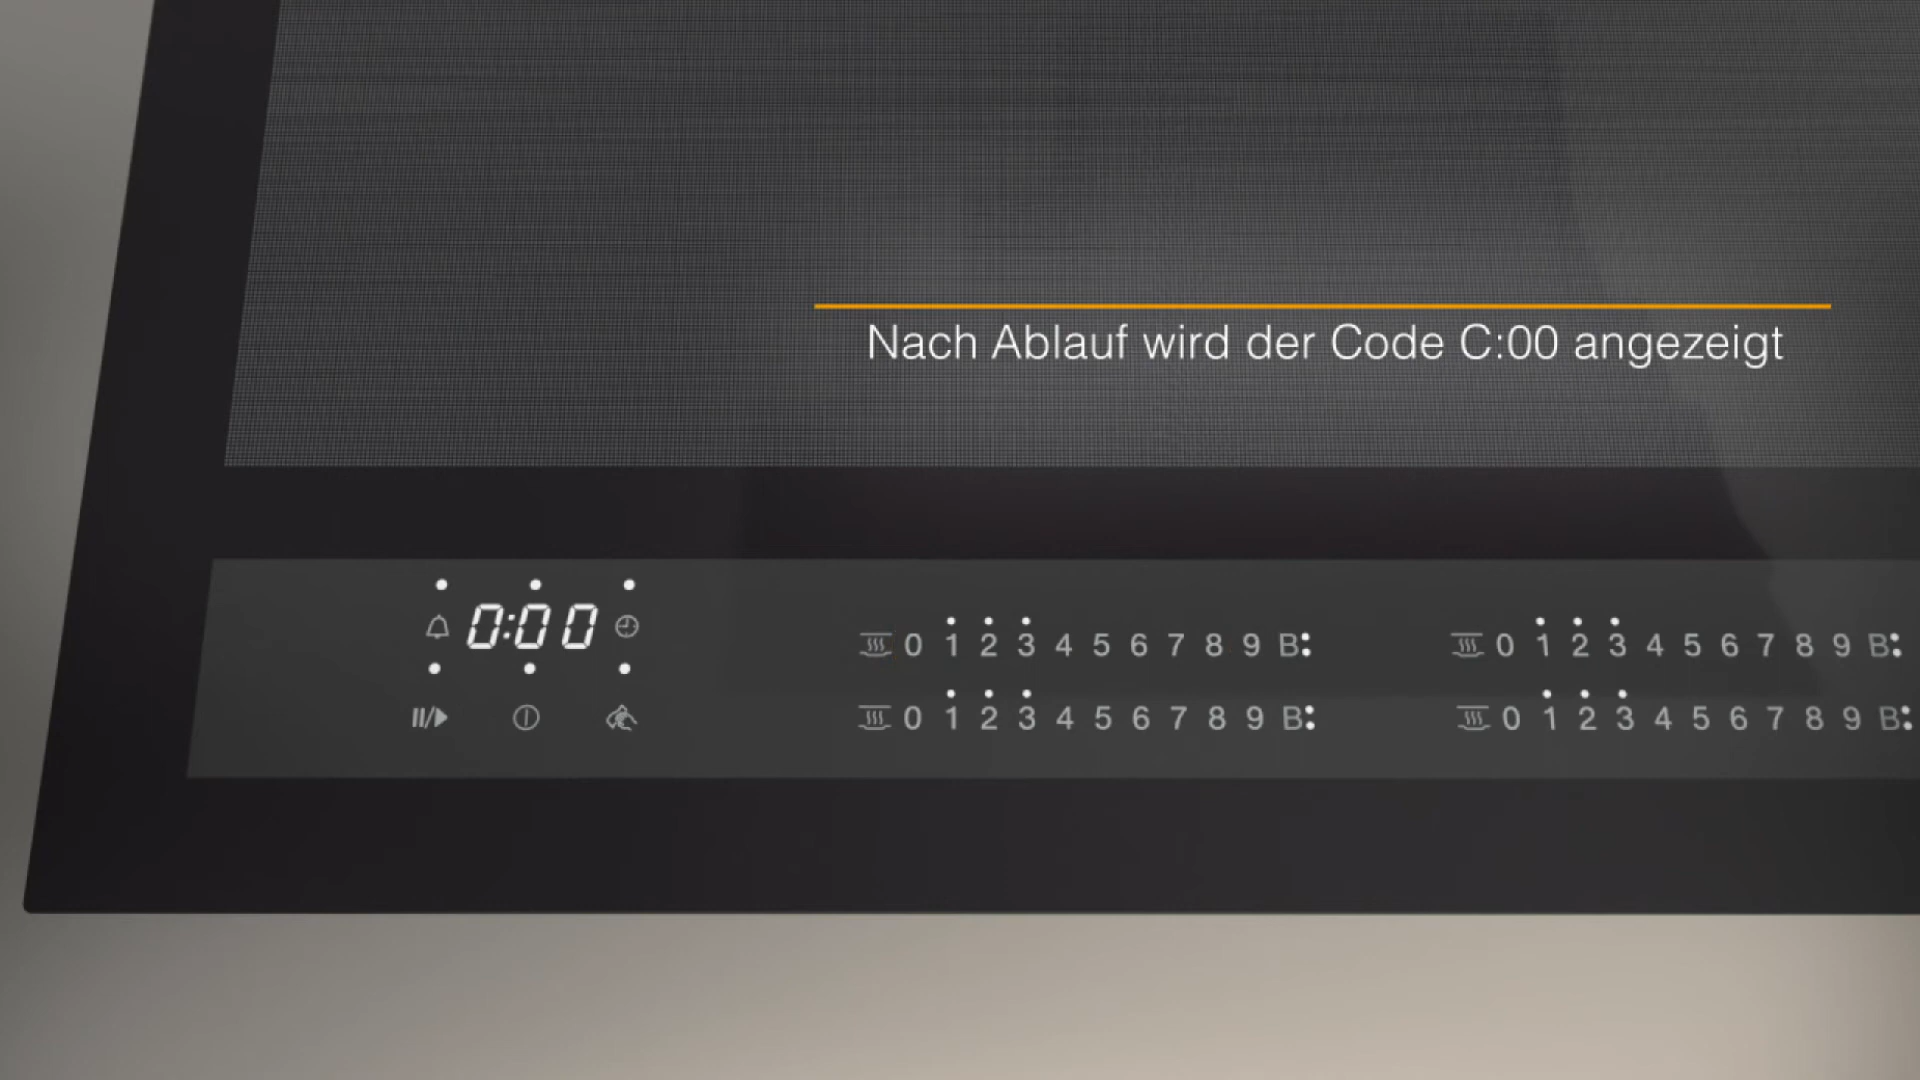 Nach Ablauf wird der Code C:00 angezeigt
0:00
0 1 2 3 4 5 6 7 8 9 B: 0 1 2 3 4 5 6 7 8 9 B:
0 1 2 3 4 5 6 7 8 9 B: 0 1 2 3 4 5 6 7 8 9 B: